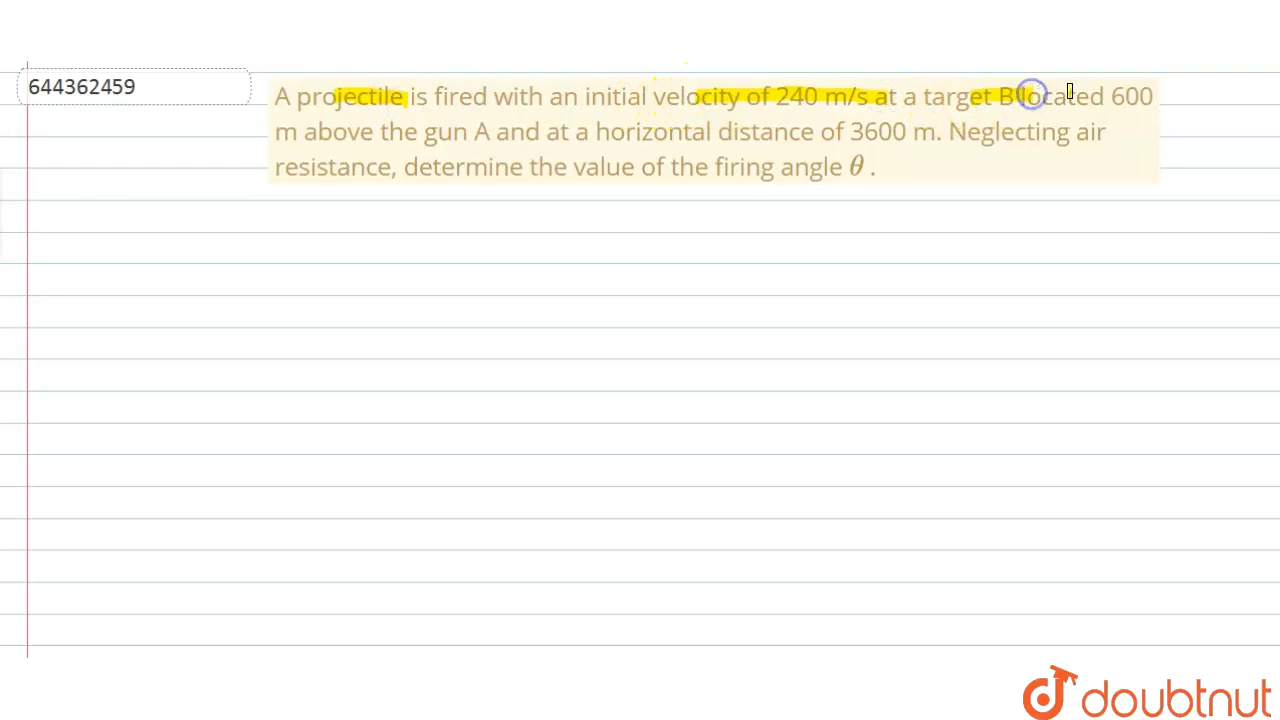 644362459
A projectile is fired with an initial velocity of 240 m/s at a target B located 600
m above the gun A and at a horizontal distance of 3600 m. Neglecting air
resistance, determine the value of the firing angle θ .
doubtnut